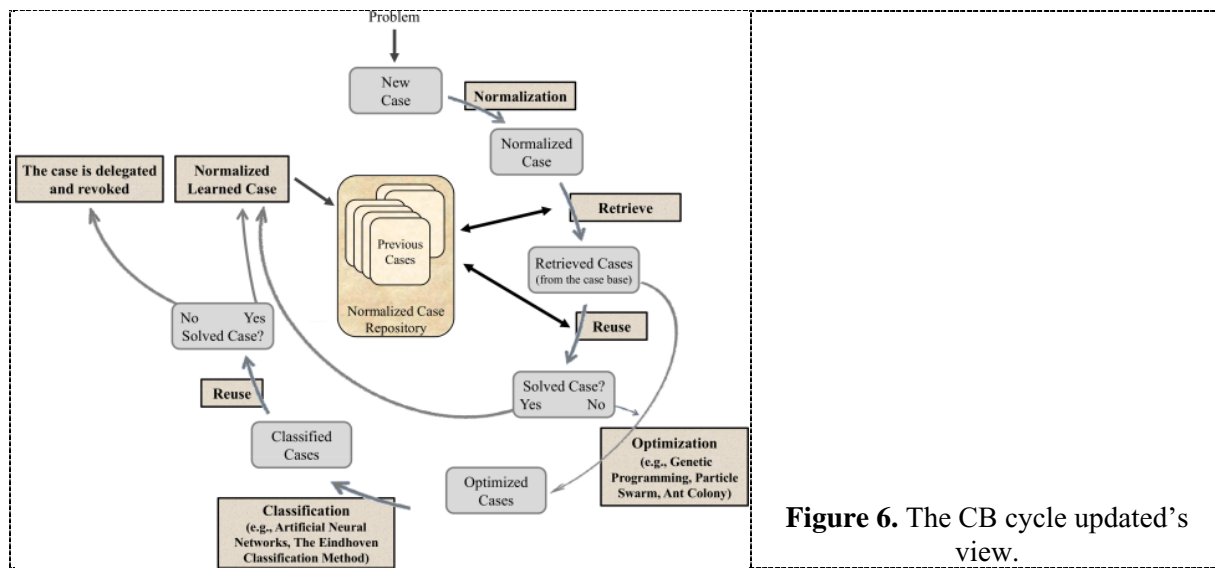 Problem
New
Case
Normalization
Normalized
Case
The case is delegated
and revoked
Normalized
Learned Case
Retrieve
Previous
Cases
Retrieved Cases
(from the case base)
Normalized Case
Repository
No Yes
Solved Case?
Reuse
Reuse
Solved Case?
Yes No
Classified
Cases
Optimization
(e.g., Genetic
Programming, Particle
Swarm, Ant Colony)
Optimized
Cases
Classification
(e.g., Artificial Neural
Networks, The Eindhoven
Classification Method)
Figure 6. The CB cycle updated’s
view.